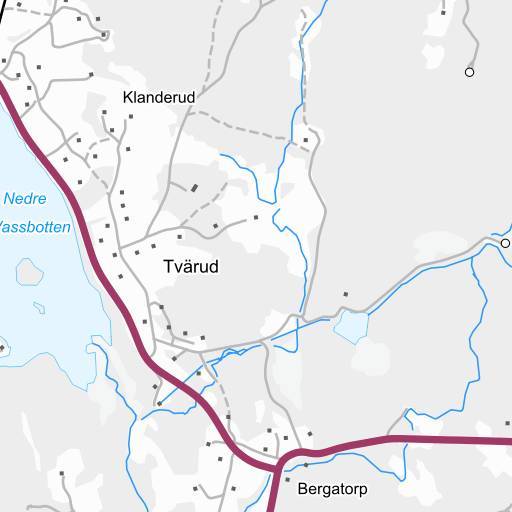 Klanderud
Nedre
Vassbotten
Tvärud
Bergatorp